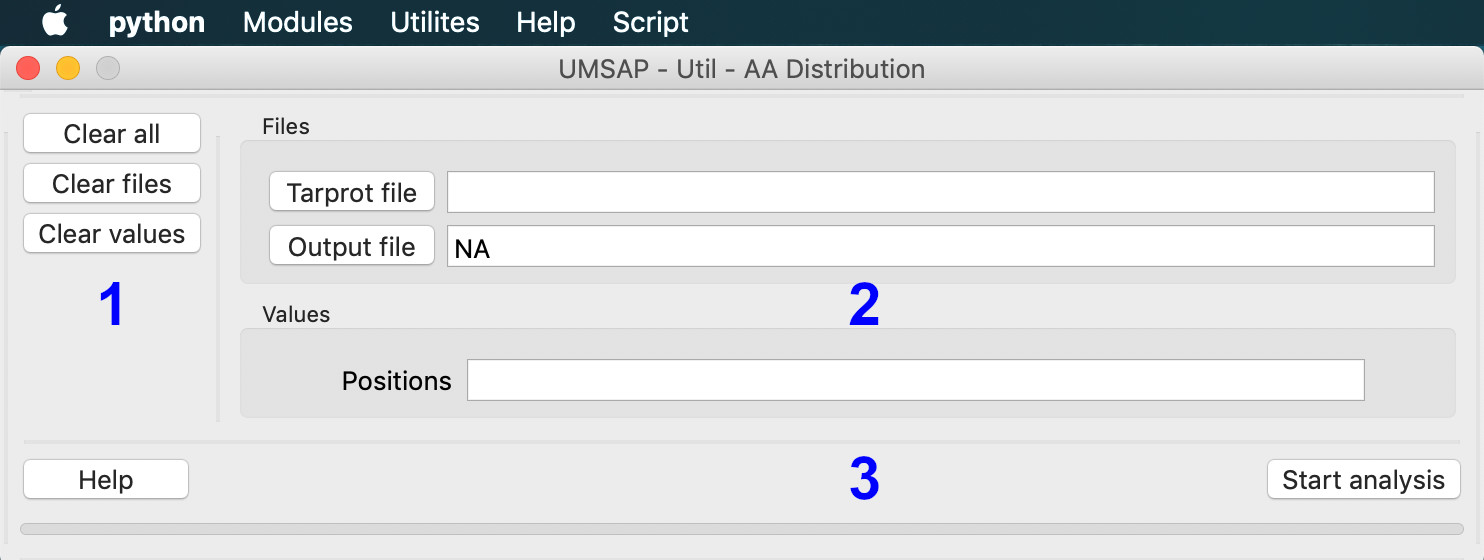 python Modules Utilites Help Script
UMSAP - Util - AA Distribution
Clear all
Clear files
Clear values
1
Files
Tarprot file
Output file NA
2
Values
Positions
Help
3
Start analysis